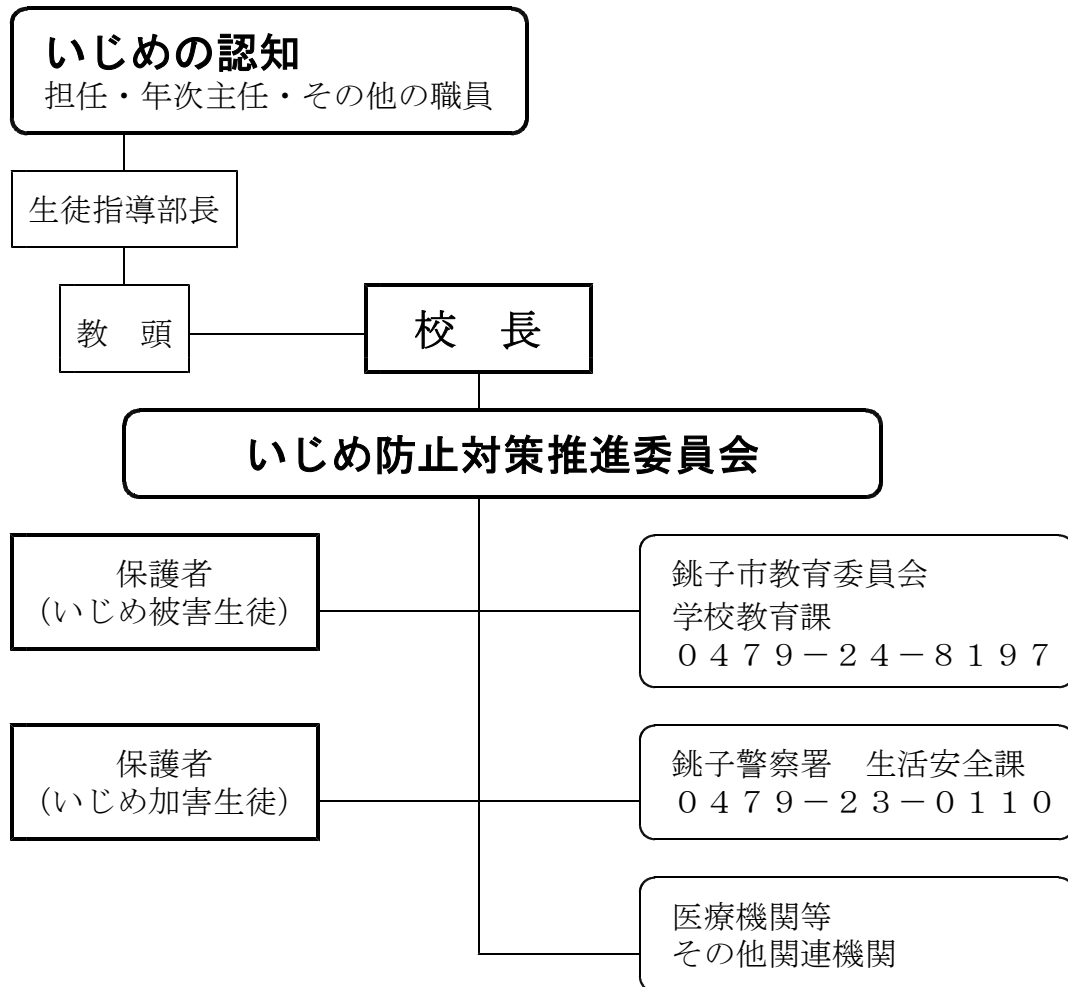 いじめの認知
担任・年次主任・その他の職員
生徒指導部長
教　頭
校　長
いじめ防止対策推進委員会
保護者
（いじめ被害生徒）
銚子市教育委員会
学校教育課
０４７９－２４－８１９７
保護者
（いじめ加害生徒）
銚子警察署　生活安全課
０４７９－２３－０１１０
医療機関等
その他関連機関